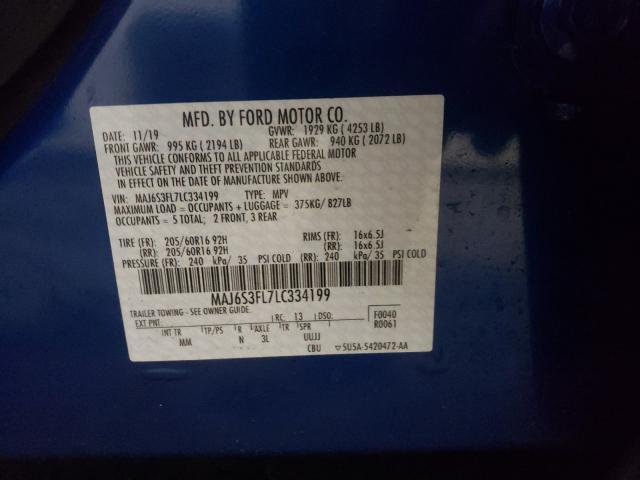 MFD. BY FORD MOTOR CO.
DATE: 11/19 GVWR: 1929 KG ( 4253 LB)
FRONT GAWR: 995 KG ( 2194 LB) REAR GAWR: 940 KG ( 2072 LB)
THIS VEHICLE CONFORMS TO ALL APPLICABLE FEDERAL MOTOR
VEHICLE SAFETY AND THEFT PREVENTION STANDARDS
IN EFFECT ON THE DATE OF MANUFACTURE SHOWN ABOVE.
VIN: MAJ6S3FL7LC334199 TYPE: MPV
MAXIMUM LOAD = OCCUPANTS + LUGGAGE = 375KG/ 827LB
OCCUPANTS = 5 TOTAL; 2 FRONT, 3 REAR
TIRE (FR): 205/60R16 92H RIMS (FR): 16x6.5J
(RR): 205/60R16 92H (RR): 16x6.5J
PRESSURE (FR): 240 kPa/ 35 PSI COLD (RR): 240 kPa/ 35 PSI COLD
MAJ6S3FL7LC334199
TRAILER TOWING - SEE OWNER GUIDE.
EXT PNT: RC: 13 DSO: F0040
R0061
INT TR TP/PS R AXLE TR SPR
MM N 3L UUJJ
CBU 5U5A-5420472-AA